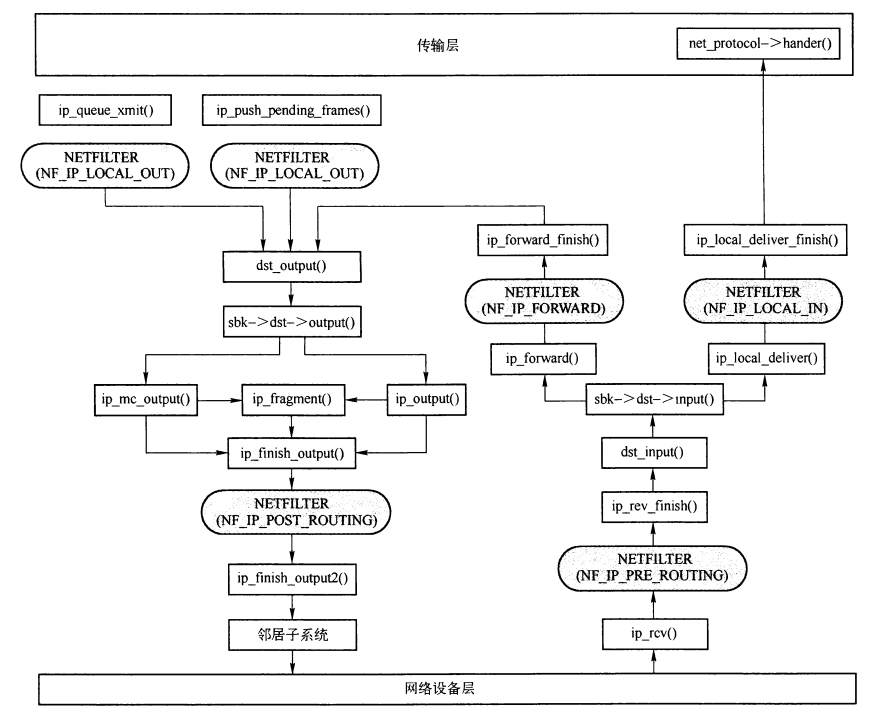 传输层
net_protocol->hander()
ip_queue_xmit()
ip_push_pending_frames()
NETFILTER
(NF_IP_LOCAL_OUT)
NETFILTER
(NF_IP_LOCAL_OUT)
ip_forward_finish()
ip_local_deliver_finish()
dst_output()
NETFILTER
(NF_IP_FORWARD)
NETFILTER
(NF_IP_LOCAL_IN)
sbk->dst->output()
ip_forward()
ip_local_deliver()
ip_mc_output()
ip_fragment()
ip_output()
sbk->dst->input()
ip_finish_output()
dst_input()
NETFILTER
(NF_IP_POST_ROUTING)
ip_rev_finish()
NETFILTER
(NF_IP_PRE_ROUTING)
ip_finish_output2()
邻居子系统
ip_rcv()
网络设备层